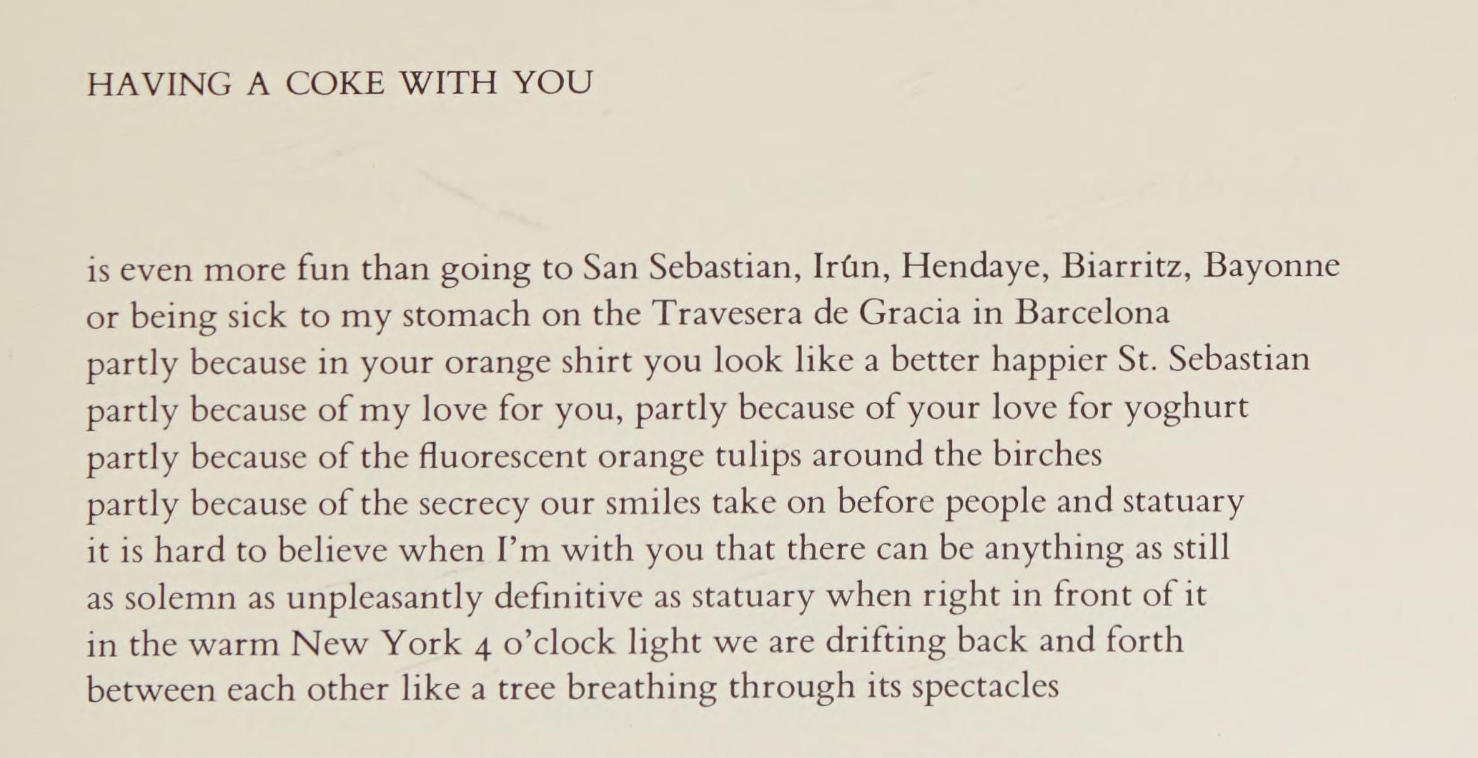 HAVING A COKE WITH YOU
is even more fun than going to San Sebastian, Irún, Hendaye, Biarritz, Bayonne
or being sick to my stomach on the Travesera de Gracia in Barcelona
partly because in your orange shirt you look like a better happier St. Sebastian
partly because of my love for you, partly because of your love for yoghurt
partly because of the fluorescent orange tulips around the birches
partly because of the secrecy our smiles take on before people and statuary
it is hard to believe when I’m with you that there can be anything as still
as solemn as unpleasantly definitive as statuary when right in front of it
in the warm New York 4 o’clock light we are drifting back and forth
between each other like a tree breathing through its spectacles